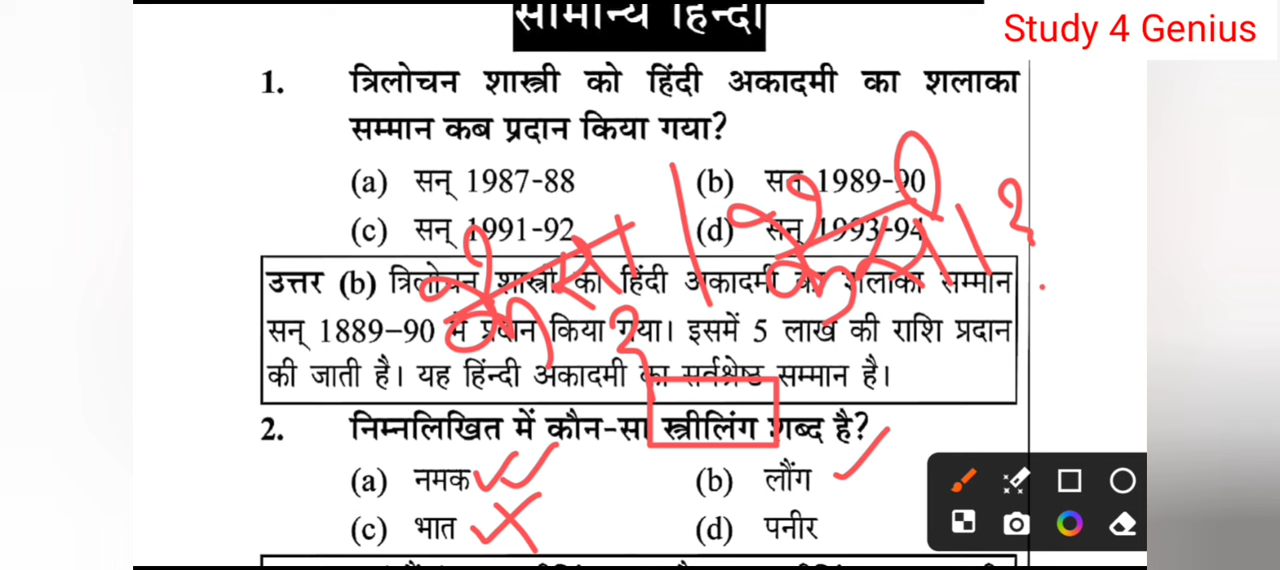 सामान्य हिन्दी
Study 4 Genius
1. त्रिलोचन शास्त्री को हिंदी अकादमी का शलाका
सम्मान कब प्रदान किया गया?
(a) सन् 1987-88 (b) सन् 1989-90
(c) सन् 1991-92 (d) सन् 1993-94
उत्तर (b) त्रिलोचन शास्त्री को हिंदी अकादमी का शलाका सम्मान
सन् 1889–90 में प्रदान किया गया। इसमें 5 लाख की राशि प्रदान
की जाती है। यह हिंन्दी अकादमी का सर्वश्रेष्ठ सम्मान है।
कैसा / कैसी । ?
2. निम्नलिखित में कौन-सा स्त्रीलिंग शब्द है?
(a) नमक (b) लौंग
(c) भात (d) पनीर